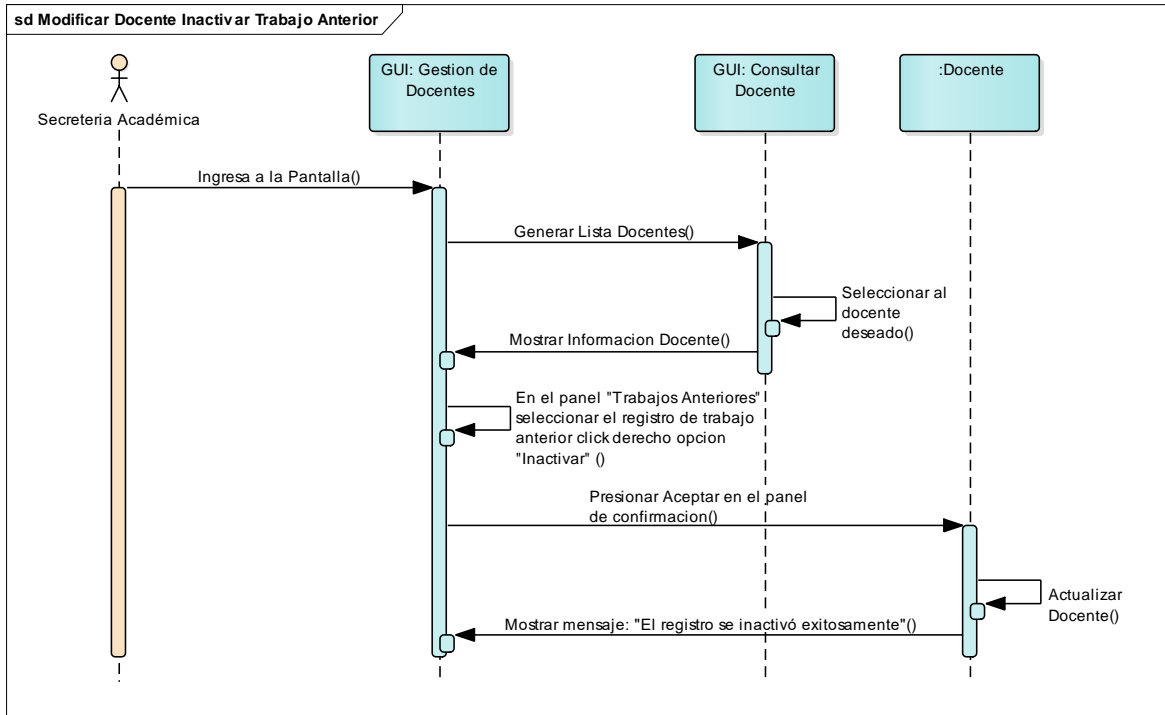 sd Modificar Docente Inactivar Trabajo Anterior
Secreteria Académica
GUI: Gestion de
Docentes
GUI: Consultar
Docente
:Docente
Ingresa a la Pantalla()
Generar Lista Docentes()
Seleccionar al
docente
deseado()
Mostrar Informacion Docente()
En el panel "Trabajos Anteriores"
seleccionar el registro de trabajo
anterior click derecho opcion
"Inactivar" ()
Presionar Aceptar en el panel
de confirmacion()
Actualizar
Docente()
Mostrar mensaje: "El registro se inactivó exitosamente"()